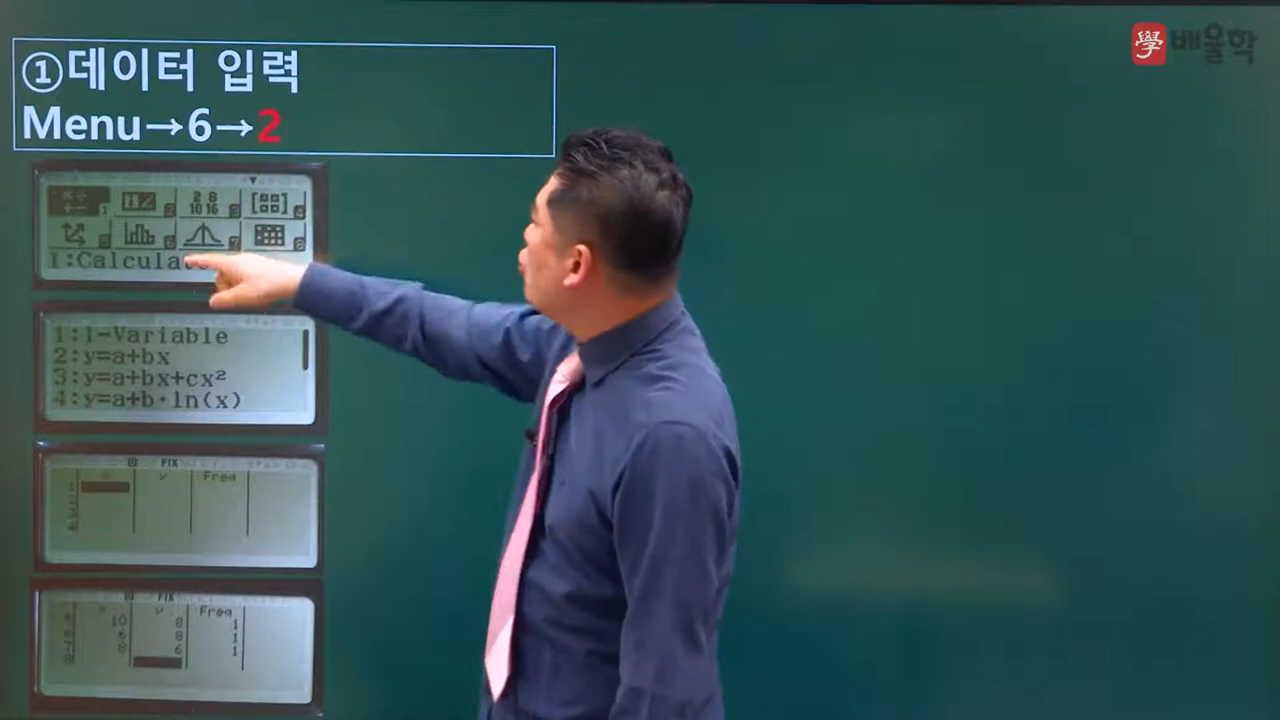 ①데이터 입력
Menu→6→2
學 배울학
1:Calculat
1:1-Variable
2:y=a+bx
3:y=a+bx+cx²
4:y=a+b·ln(x)
FIX
y Freq
FIX
y Freq
10 8 1
6 8 1
8 6 1